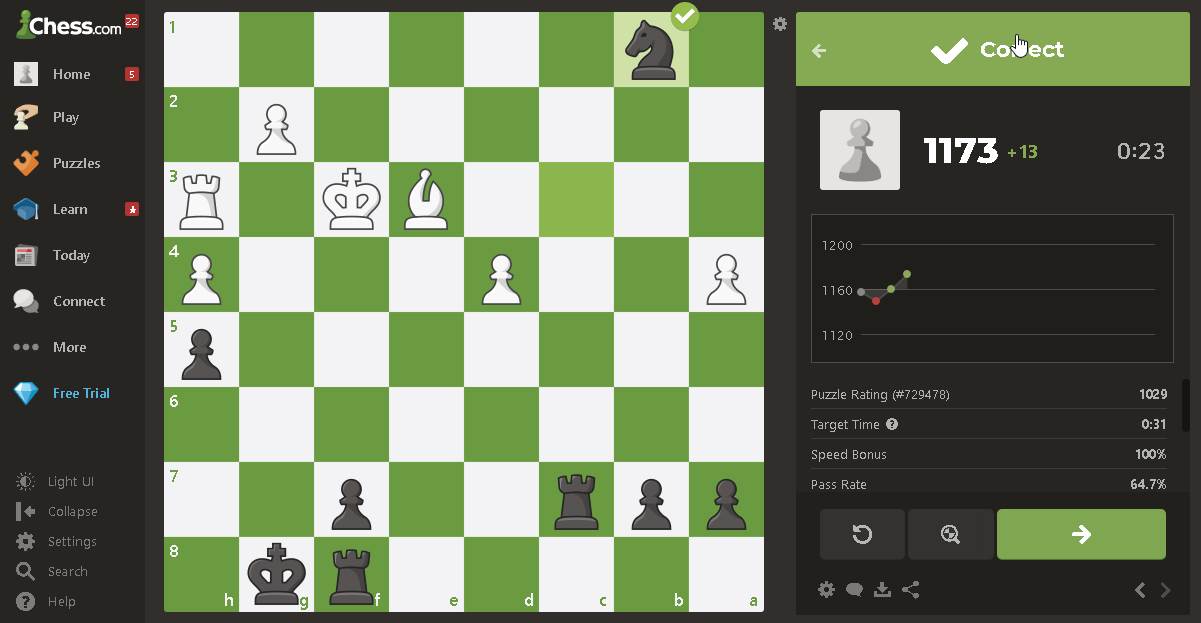 Chess.com 22
Home 5
Play
Puzzles
Learn
Today
Connect
More
Free Trial
Light UI
Collapse
Settings
Search
Help
1
2
3
4
5
6
7
8
h g f e d c b a
Correct
1173 +13 0:23
1200
1160
1120
Puzzle Rating (#729478) 1029
Target Time ? 0:31
Speed Bonus 100%
Pass Rate 64.7%